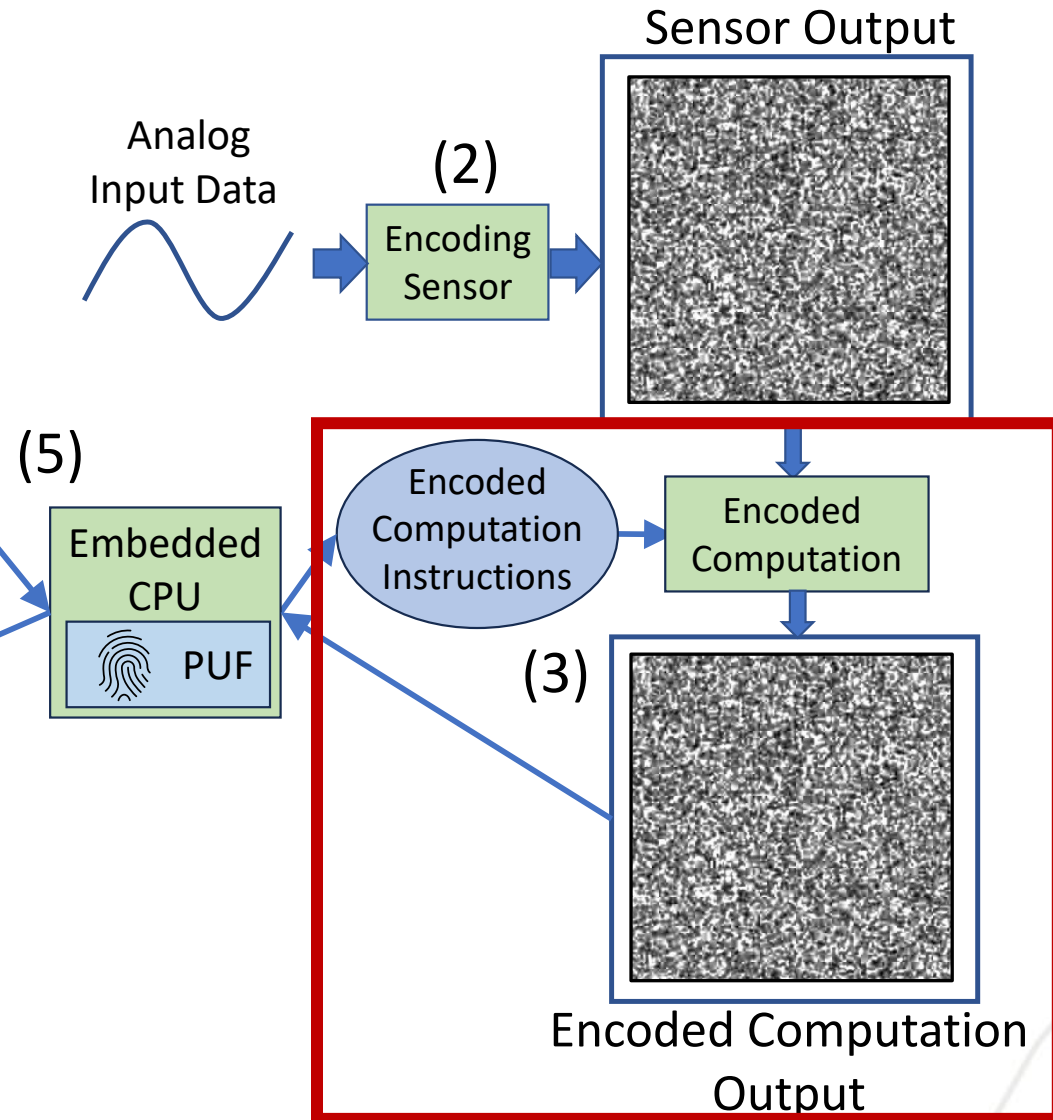 Sensor Output
Analog
Input Data
(2)
Encoding
Sensor
(5)
Embedded
CPU
PUF
Encoded
Computation
Instructions
Encoded
Computation
(3)
Encoded Computation
Output